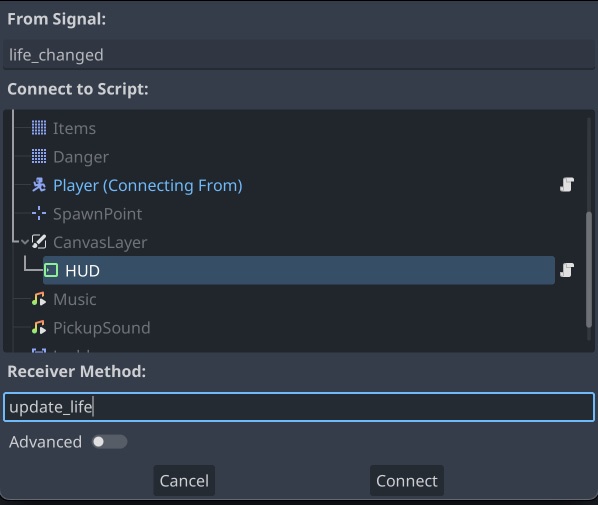 From Signal:
life_changed
Connect to Script:
Items
Danger
Player (Connecting From)
SpawnPoint
CanvasLayer
HUD
Music
PickupSound
Receiver Method:
update_life
Advanced
Cancel
Connect